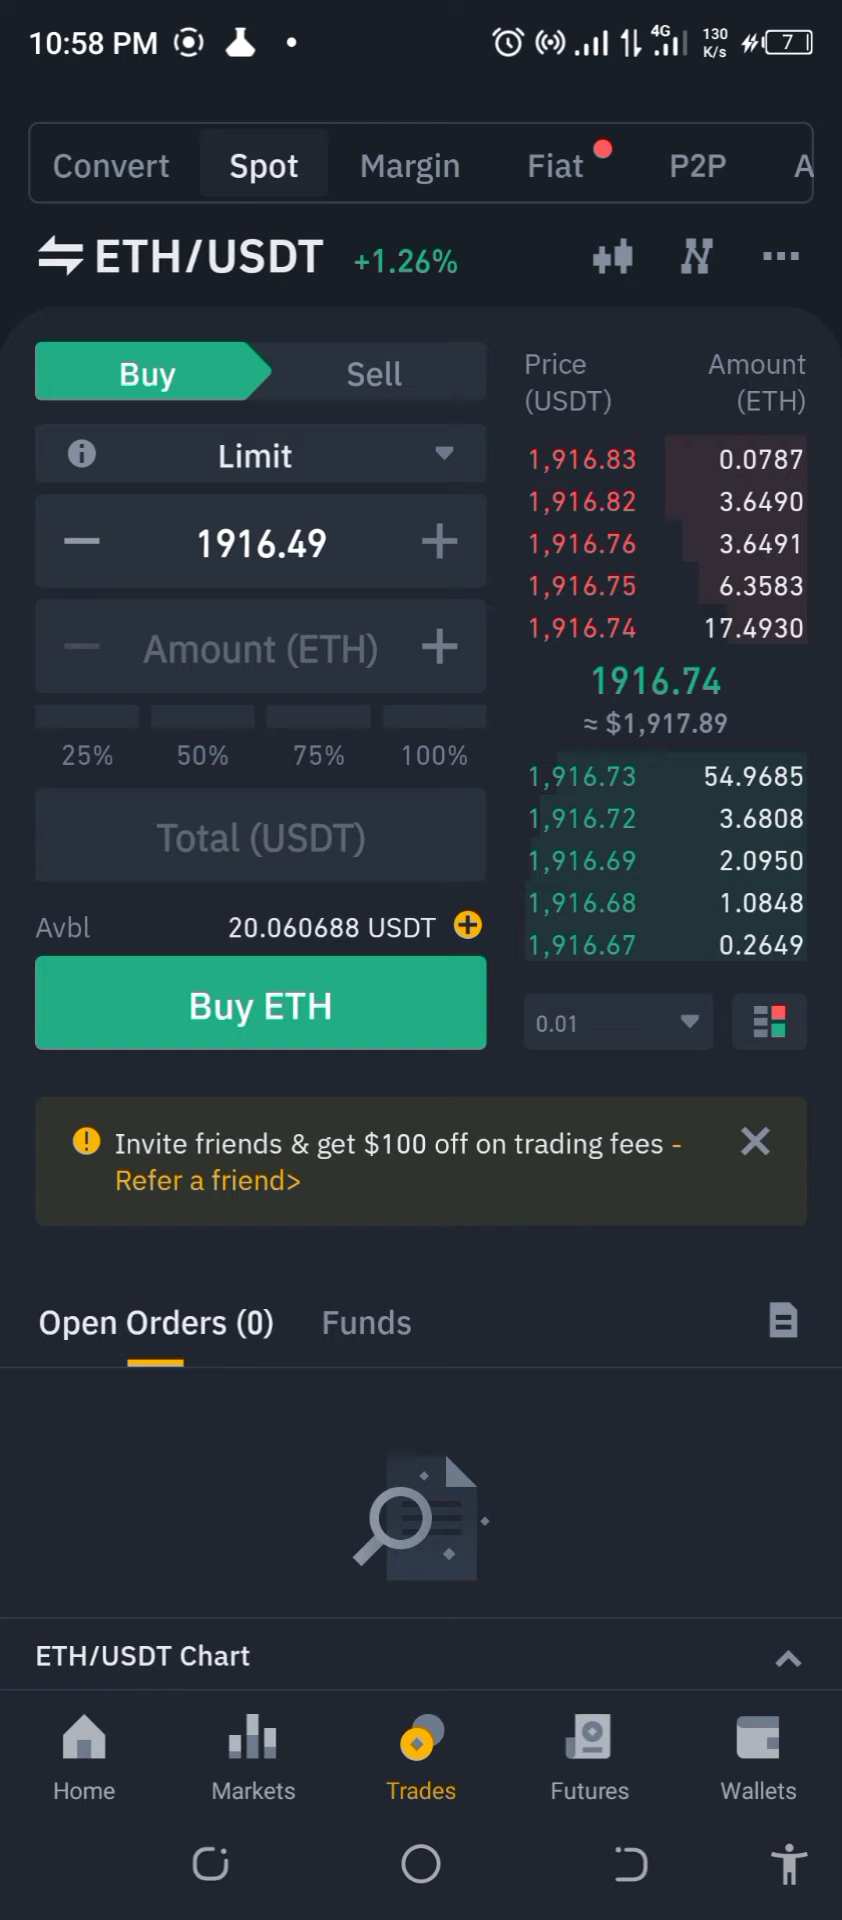 10:58 PM 4G 130 K/s 7
Convert Spot Margin Fiat P2P A
ETH/USDT +1.26%
Buy Sell
Limit
1916.49
Amount (ETH)
25% 50% 75% 100%
Total (USDT)
Avbl 20.060688 USDT
Buy ETH
Price Amount
(USDT) (ETH)
1,916.83 0.0787
1,916.82 3.6490
1,916.76 3.6491
1,916.75 6.3583
1,916.74 17.4930
1916.74
≈ $1,917.89
1,916.73 54.9685
1,916.72 3.6808
1,916.69 2.0950
1,916.68 1.0848
1,916.67 0.2649
0.01
Invite friends & get $100 off on trading fees -
Refer a friend>
Open Orders (0) Funds
ETH/USDT Chart
Home Markets Trades Futures Wallets